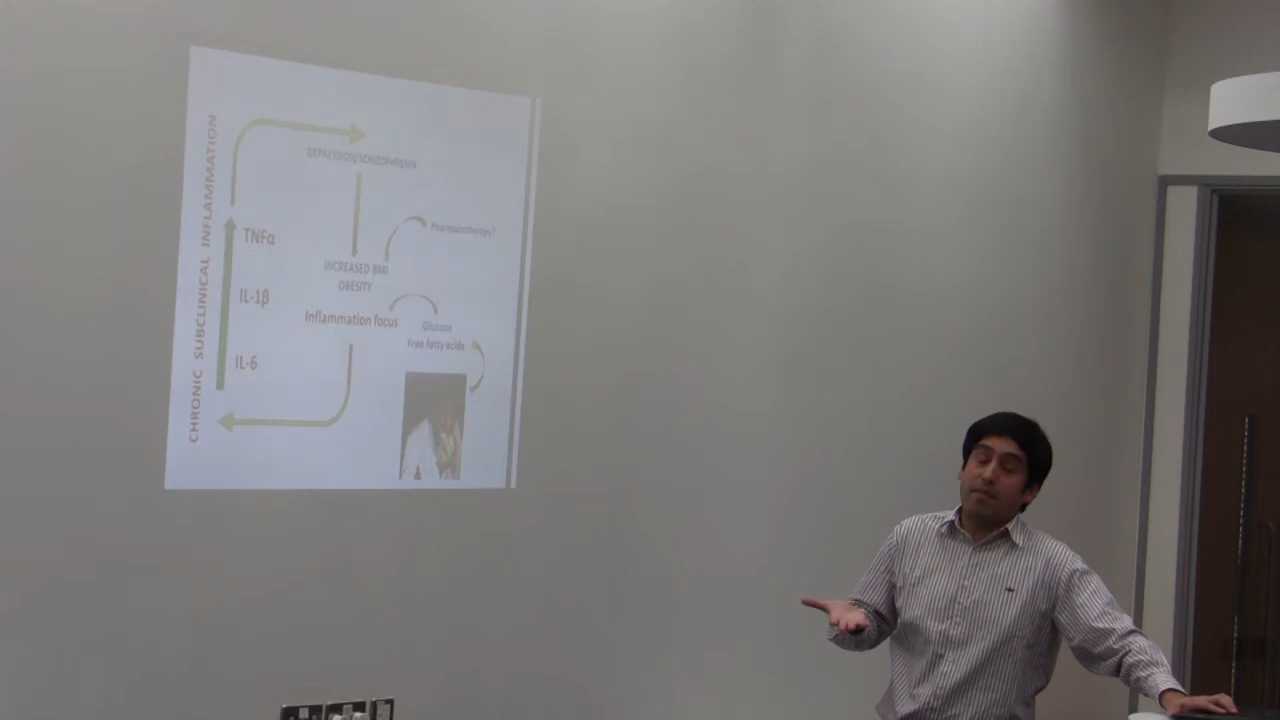 CHRONIC SUBCLINICAL INFLAMMATION
DEPRESSION/SCHIZOPHRENIA
TNFα
Pharmacotherapy?
INCREASED BMI
OBESITY
IL-1β
Inflammation focus
Glucose
Free fatty acids
IL-6